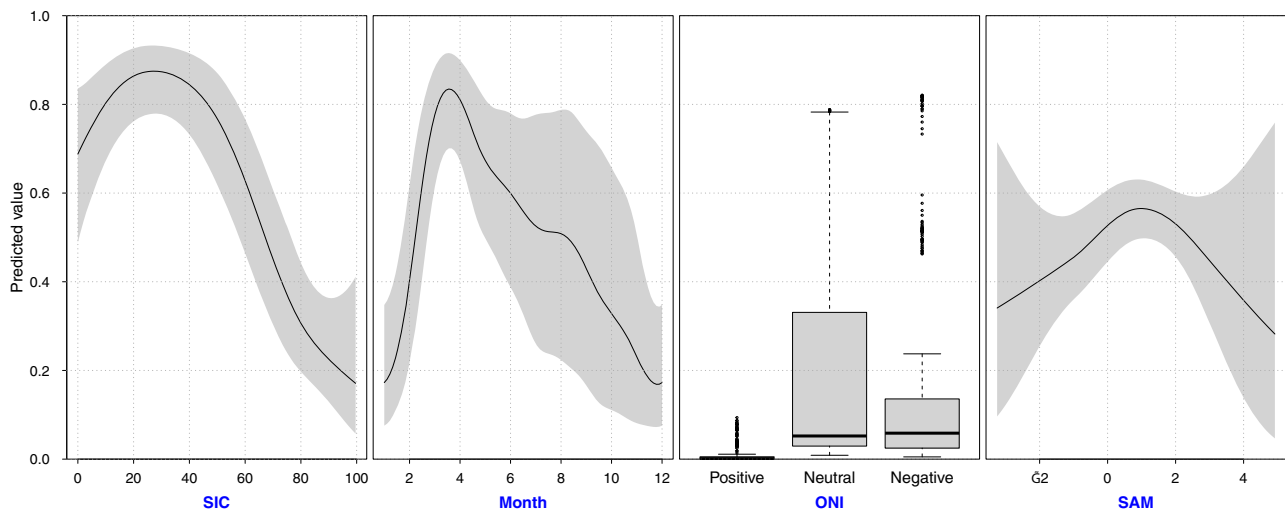 Predicted value
1.0
0.8
0.6
0.4
0.2
0.0
0 20 40 60 80 100
SIC
2 4 6 8 10 12
Month
Positive Neutral Negative
ONI
G̈2 0 2 4
SAM